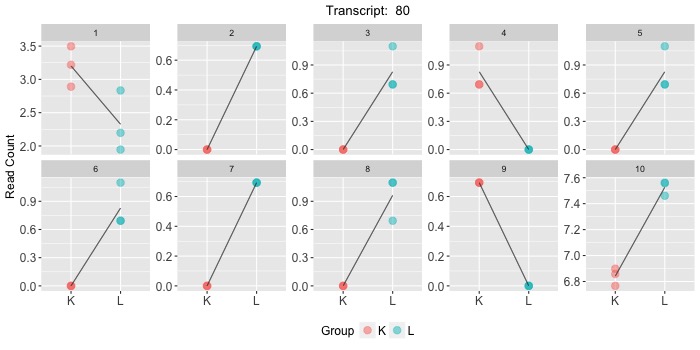 Transcript: 80
1 2 3 4 5
3.5 3.0 2.5 2.0
0.6 0.4 0.2 0.0
0.9 0.6 0.3 0.0
0.9 0.6 0.3 0.0
0.9 0.6 0.3 0.0
Read Count
6 7 8 9 10
0.9 0.6 0.3 0.0
0.6 0.4 0.2 0.0
0.9 0.6 0.3 0.0
0.6 0.4 0.2 0.0
7.6 7.4 7.2 7.0 6.8
K L K L K L K L K L
Group K L